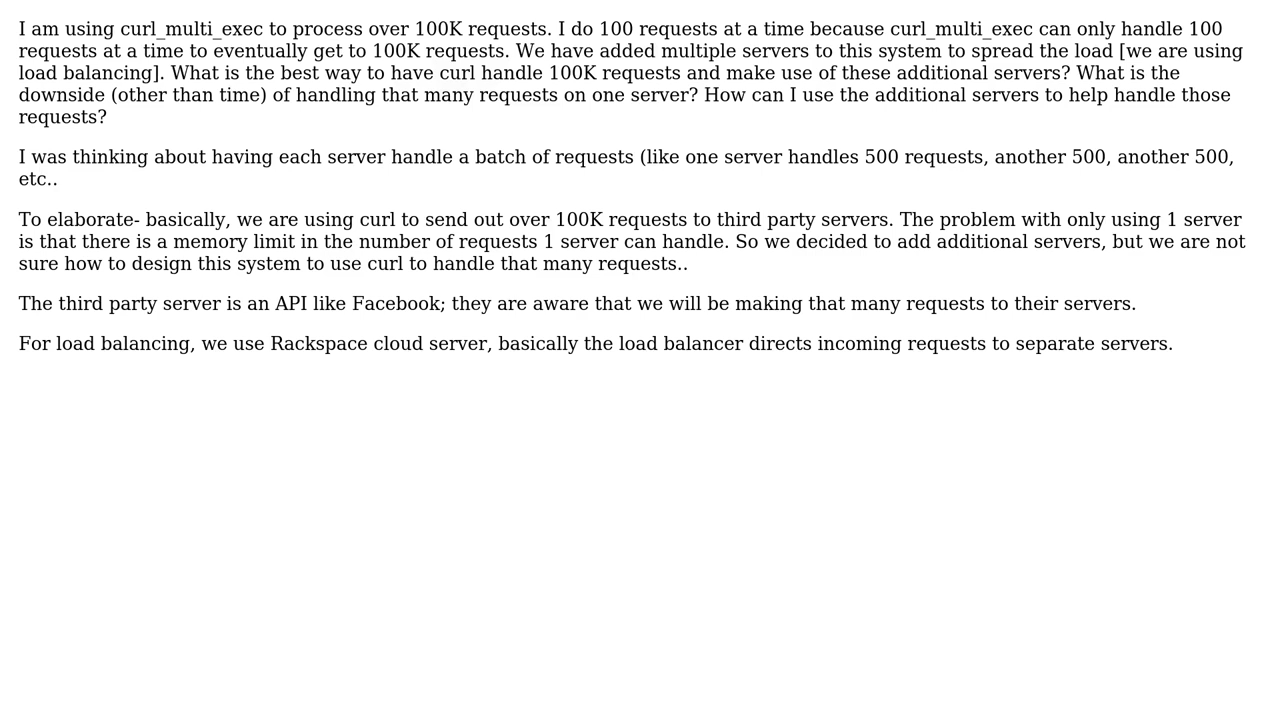 I am using curl_multi_exec to process over 100K requests. I do 100 requests at a time because curl_multi_exec can only handle 100
requests at a time to eventually get to 100K requests. We have added multiple servers to this system to spread the load [we are using
load balancing]. What is the best way to have curl handle 100K requests and make use of these additional servers? What is the
downside (other than time) of handling that many requests on one server? How can I use the additional servers to help handle those
requests?
I was thinking about having each server handle a batch of requests (like one server handles 500 requests, another 500, another 500,
etc..
To elaborate- basically, we are using curl to send out over 100K requests to third party servers. The problem with only using 1 server
is that there is a memory limit in the number of requests 1 server can handle. So we decided to add additional servers, but we are not
sure how to design this system to use curl to handle that many requests..
The third party server is an API like Facebook; they are aware that we will be making that many requests to their servers.
For load balancing, we use Rackspace cloud server, basically the load balancer directs incoming requests to separate servers.